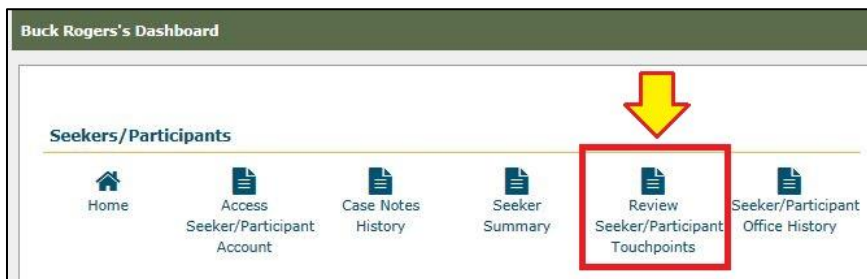 Buck Rogers's Dashboard
Seekers/Participants
Home
Access
Seeker/Participant
Account
Case Notes
History
Seeker
Summary
Review
Seeker/Participant
Touchpoints
Seeker/Participant
Office History